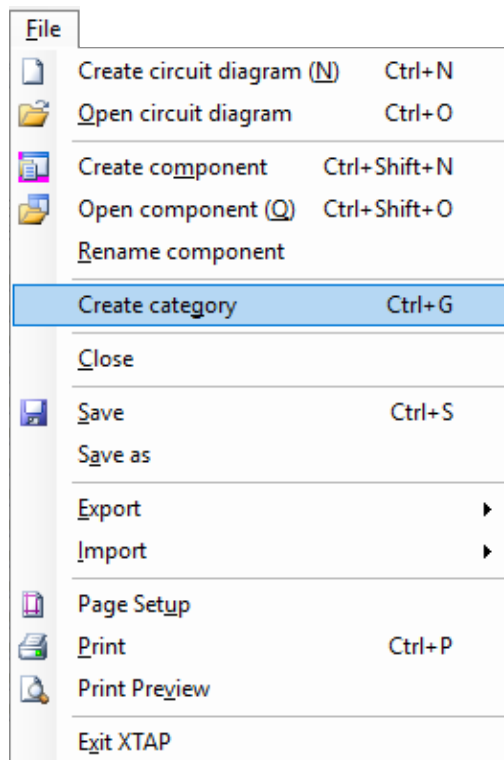 File
Create circuit diagram (N) Ctrl+N
Open circuit diagram Ctrl+O
Create component Ctrl+Shift+N
Open component (Q) Ctrl+Shift+O
Rename component
Create category Ctrl+G
Close
Save Ctrl+S
Save as
Export
Import
Page Setup
Print Ctrl+P
Print Preview
Exit XTAP